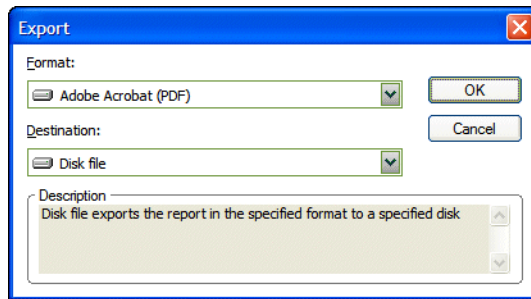 Export
Format:
Adobe Acrobat (PDF)
OK
Destination:
Cancel
Disk file
Description
Disk file exports the report in the specified format to a specified disk